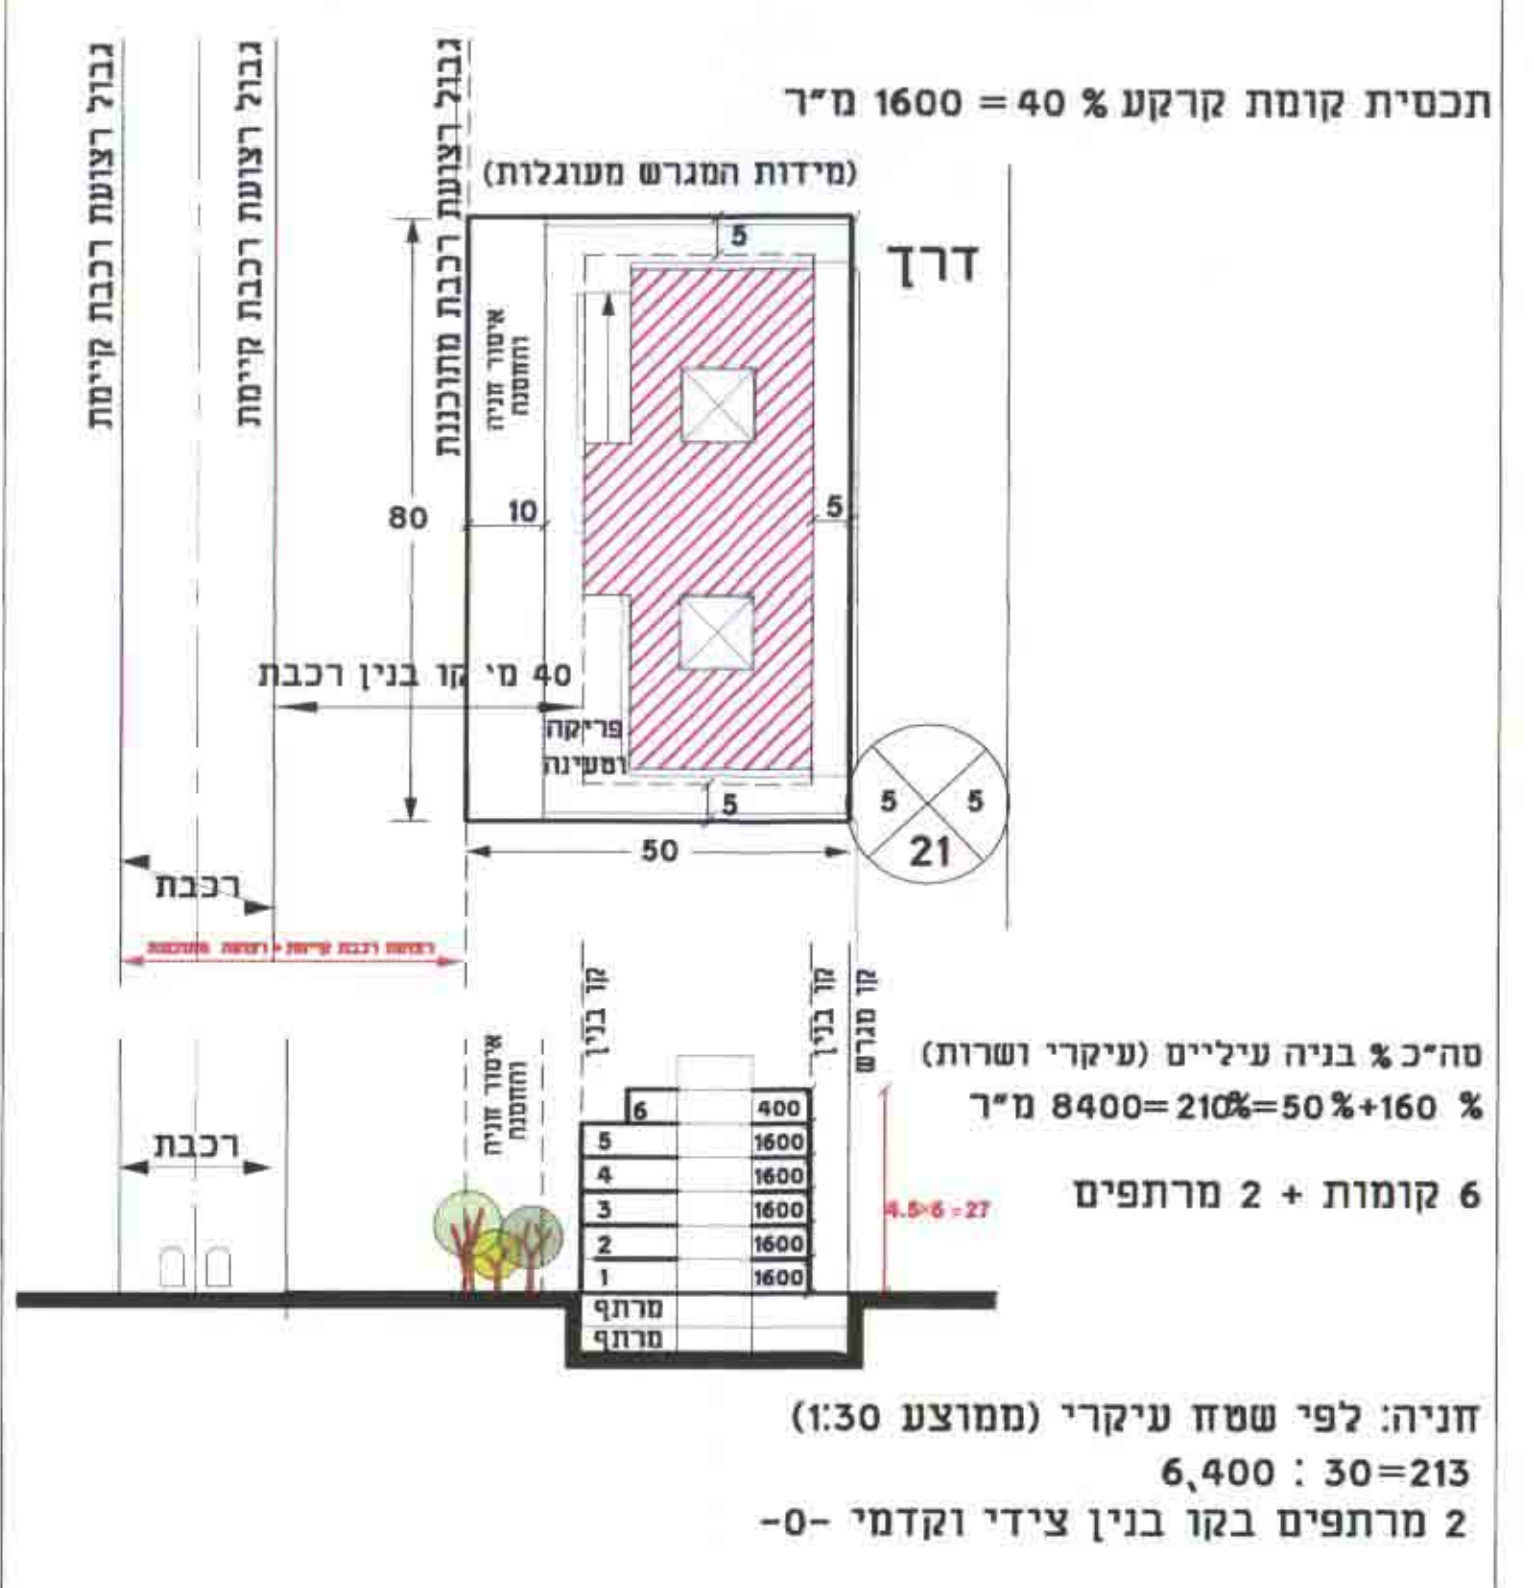 תכסית קומת קרקע % 40 = 1600 מ"ר
(מידות המגרש מעוגלות)
גבול רצועת רכבת קיימת
גבול רצועת רכבת קיימת
גבול רצועת רכבת מתוכננת
דרך
5
איסור חניה
והחסנה
80
10
5
40 מ' קו בנין רכבת
פריקה
וטעינה
5
50
5
5
21
רכבת
רצועת רכבת קיימת + רצועה מתוכננת
קו בנין
קו בנין
קו מגרש
איסור חניה
והחסנה
סה"כ % בניה עיליים (עיקרי ושרות)
% 160+50%=210%=8400 מ"ר
6 קומות + 2 מרתפים
רכבת
6 400
5 1600
4 1600
3 1600
2 1600
1 1600
4.5×6=27
מרתף
מרתף
חניה: לפי שטח עיקרי (ממוצע 1:30)
6,400 : 30=213
2 מרתפים בקו בנין צידי וקדמי -0-